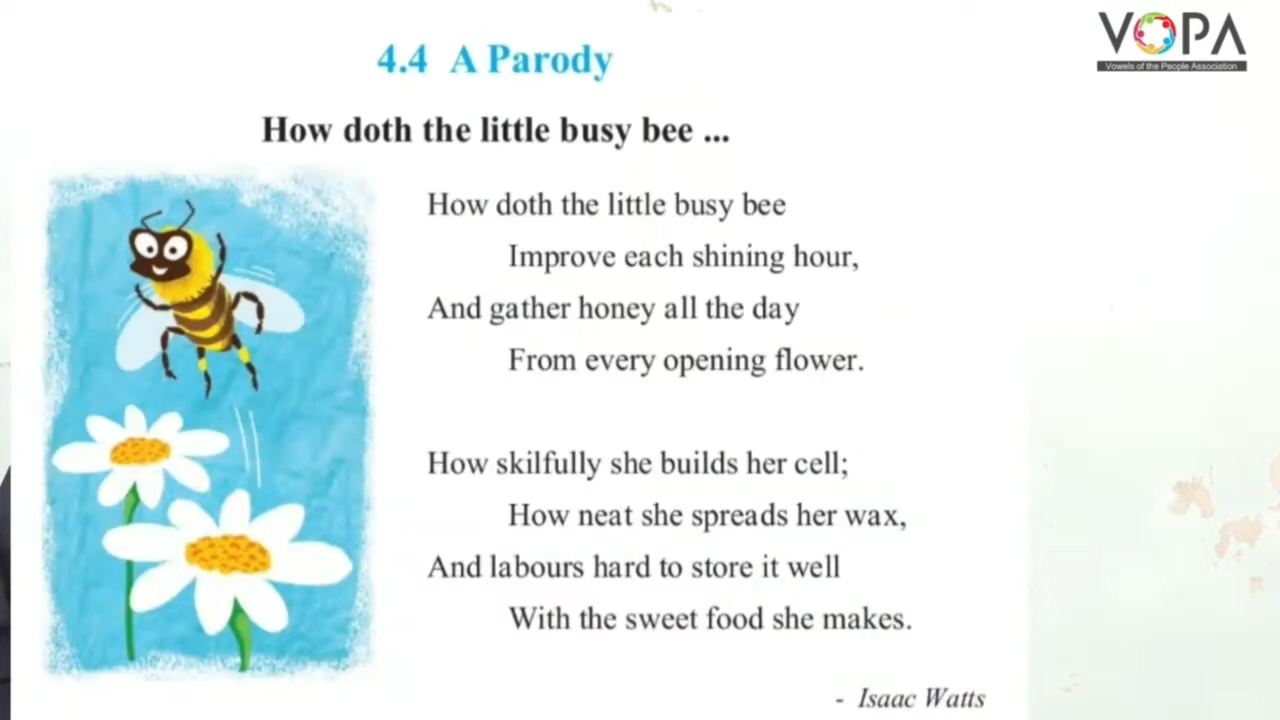 VOPA
Vowels of the People Association
4.4 A Parody
How doth the little busy bee ...
How doth the little busy bee
Improve each shining hour,
And gather honey all the day
From every opening flower.
How skilfully she builds her cell;
How neat she spreads her wax,
And labours hard to store it well
With the sweet food she makes.
- Isaac Watts